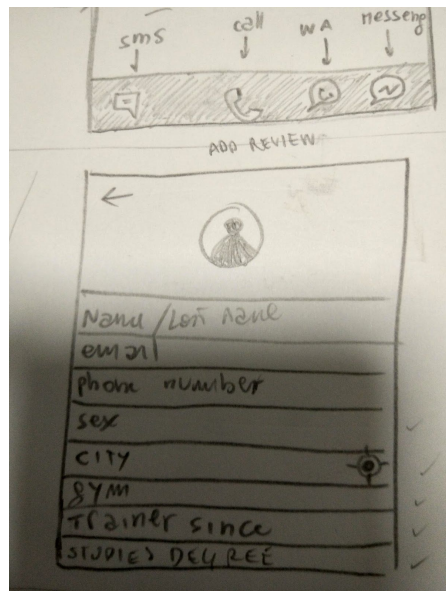 sms call WA messeng
ADD REVIEW
Name / Last name
email
phone number
sex
CITY
gym
Trainer since
STUDIES DEGREE